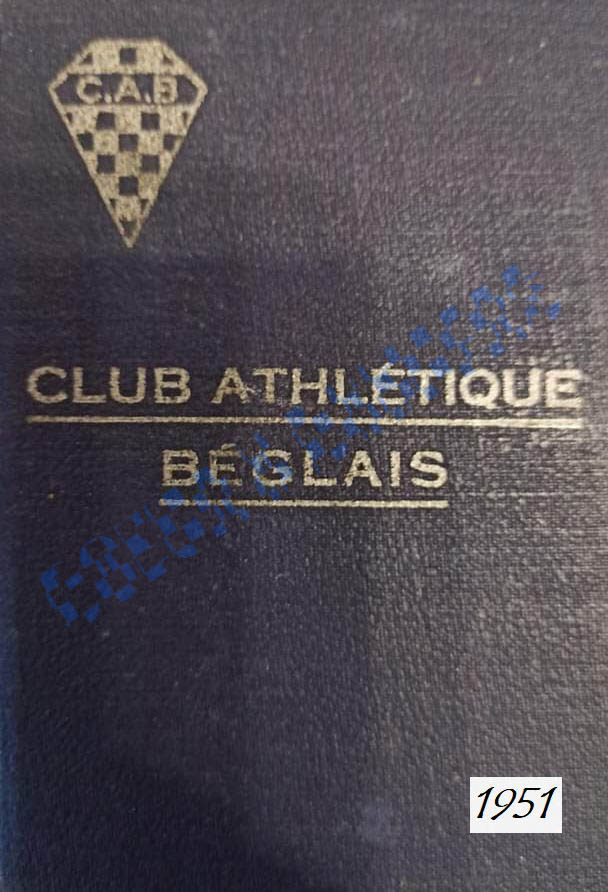 C.A.B
CLUB ATHLÉTIQUE
BÉGLAIS
1951